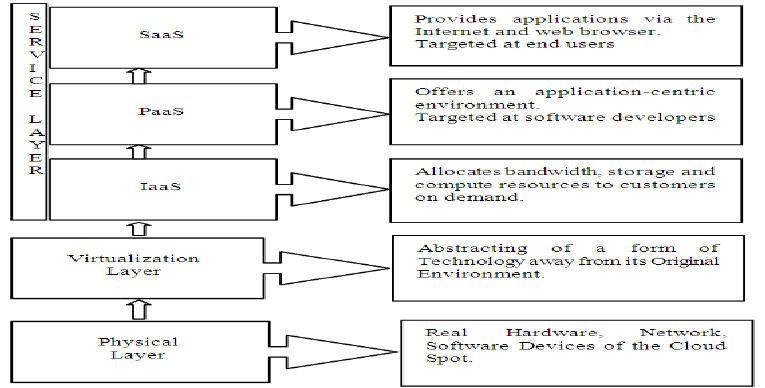 SERVICE LAYER
SaaS
Provides applications via the
Internet and web browser.
Targeted at end users
PaaS
Offers an application-centric
environment.
Targeted at software developers
IaaS
Allocates bandwidth, storage and
compute resources to customers
on demand.
Virtualization
Layer
Abstracting of a form of
Technology away from its Original
Environment.
Physical
Layer
Real Hardware, Network,
Software Devices of the Cloud
Spot.